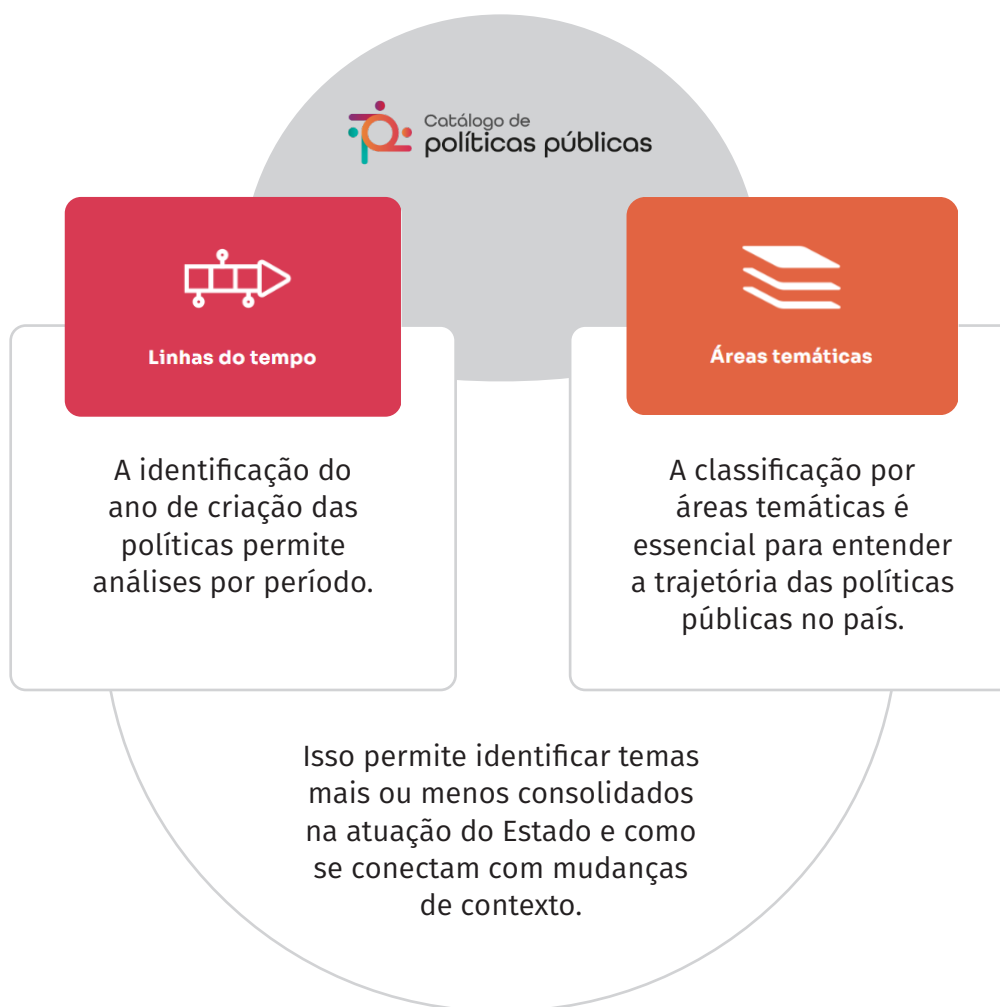 Catálogo de
políticas públicas
Linhas do tempo
A identificação do
ano de criação das
políticas permite
análises por período.
Áreas temáticas
A classificação por
áreas temáticas é
essencial para entender
a trajetória das políticas
públicas no país.
Isso permite identificar temas
mais ou menos consolidados
na atuação do Estado e como
se conectam com mudanças
de contexto.